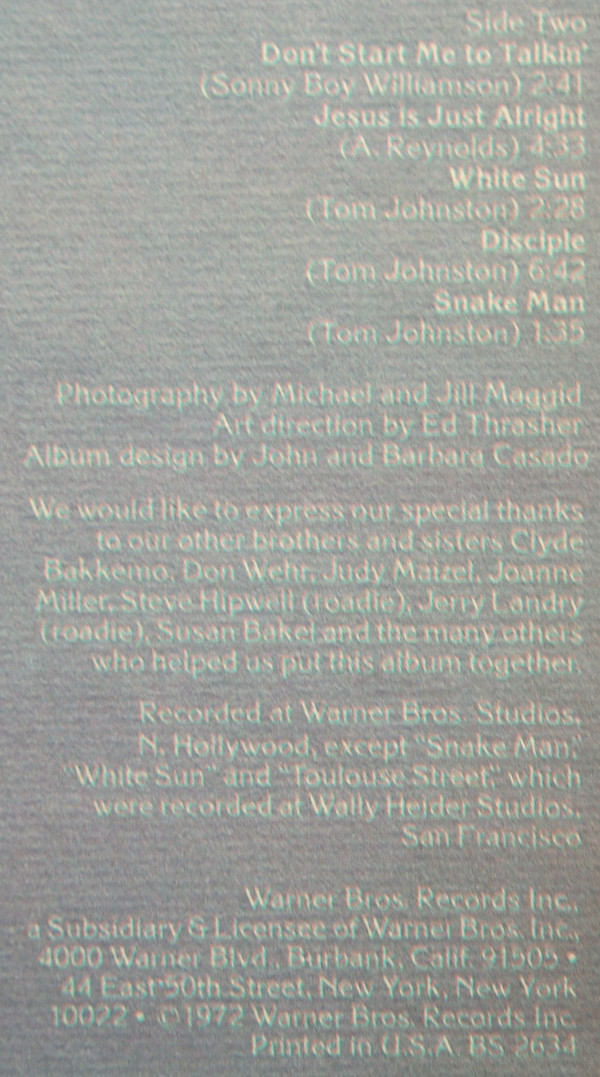 Side Two
Don't Start Me to Talkin'
(Sonny Boy Williamson) 2:41
Jesus is Just Alright
(A. Reynolds) 4:33
White Sun
(Tom Johnston) 2:28
Disciple
(Tom Johnston) 6:42
Snake Man
(Tom Johnston) 1:35
Photography by Michael and Jill Maggid
Art direction by Ed Thrasher
Album design by John and Barbara Casado
We would like to express our special thanks
to our other brothers and sisters Clyde
Bakkemo, Don Wehr, Judy Maizel, Joanne
Miller, Steve Hipwell (roadie), Jerry Landry
(roadie), Susan Bakel and the many others
who helped us put this album together.
Recorded at Warner Bros. Studios,
N. Hollywood, except "Snake Man,"
"White Sun" and "Toulouse Street," which
were recorded at Wally Heider Studios,
San Francisco
Warner Bros. Records Inc.,
a Subsidiary & Licensee of Warner Bros. Inc.,
4000 Warner Blvd., Burbank, Calif. 91505 •
44 East 50th Street, New York, New York
10022 • ©1972 Warner Bros. Records Inc.
Printed in U.S.A. BS 2634